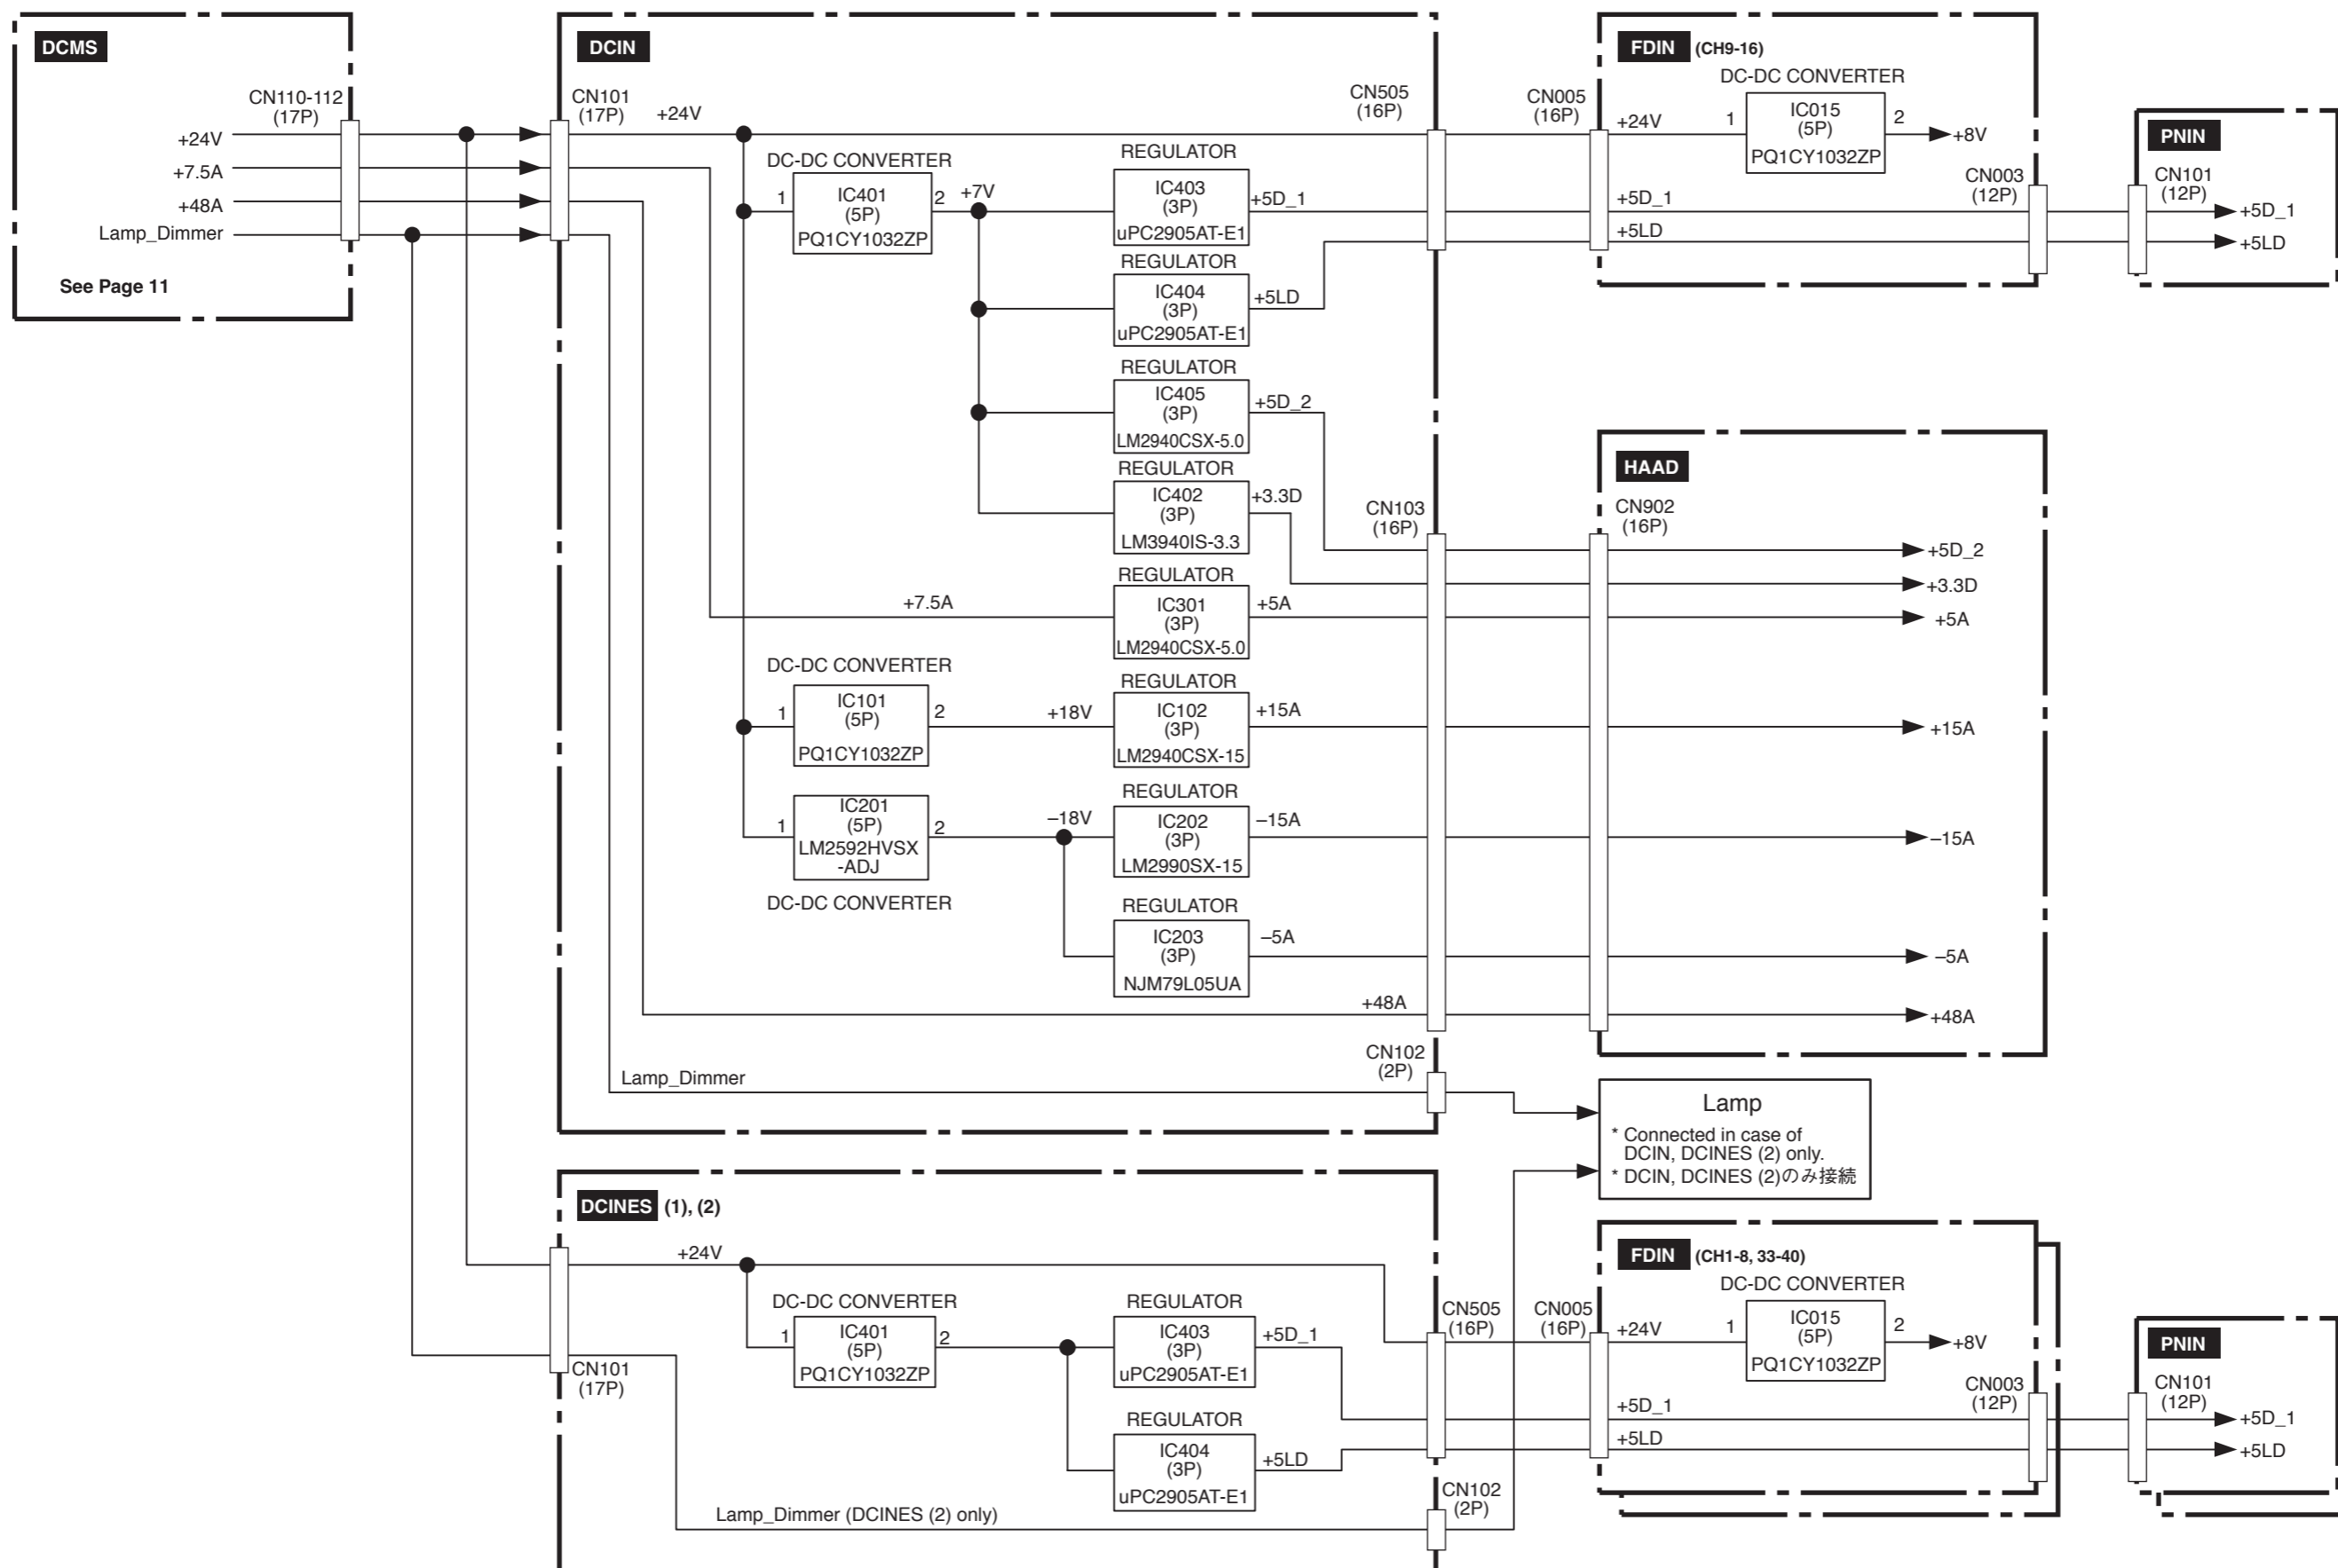 DCMS
CN110-112
(17P)
+24V
+7.5A
+48A
Lamp_Dimmer
See Page 11
DCIN
CN101
(17P)
+24V
CN505
(16P)
DC-DC CONVERTER
1
IC401
(5P)
PQ1CY1032ZP
2
+7V
REGULATOR
IC403
(3P)
uPC2905AT-E1
+5D_1
REGULATOR
IC404
(3P)
uPC2905AT-E1
+5LD
REGULATOR
IC405
(3P)
LM2940CSX-5.0
+5D_2
REGULATOR
IC402
(3P)
LM3940IS-3.3
+3.3D
CN103
(16P)
+7.5A
REGULATOR
IC301
(3P)
LM2940CSX-5.0
+5A
DC-DC CONVERTER
1
IC101
(5P)
PQ1CY1032ZP
2
+18V
REGULATOR
IC102
(3P)
LM2940CSX-15
+15A
1
IC201
(5P)
LM2592HVSX
-ADJ
2
DC-DC CONVERTER
–18V
REGULATOR
IC202
(3P)
LM2990SX-15
–15A
REGULATOR
IC203
(3P)
NJM79L05UA
–5A
+48A
CN102
(2P)
Lamp_Dimmer
FDIN (CH9-16)
DC-DC CONVERTER
CN005
(16P)
+24V
1
IC015
(5P)
PQ1CY1032ZP
2
+8V
CN003
(12P)
+5D_1
+5LD
PNIN
CN101
(12P)
+5D_1
+5LD
HAAD
CN902
(16P)
+5D_2
+3.3D
+5A
+15A
–15A
–5A
+48A
Lamp
* Connected in case of
DCIN, DCINES (2) only.
* DCIN, DCINES (2)のみ接続
DCINES (1), (2)
+24V
CN101
(17P)
DC-DC CONVERTER
1
IC401
(5P)
PQ1CY1032ZP
2
REGULATOR
IC403
(3P)
uPC2905AT-E1
+5D_1
REGULATOR
IC404
(3P)
uPC2905AT-E1
+5LD
Lamp_Dimmer (DCINES (2) only)
CN505
(16P)
CN102
(2P)
FDIN (CH1-8, 33-40)
DC-DC CONVERTER
CN005
(16P)
+24V
1
IC015
(5P)
PQ1CY1032ZP
2
+8V
CN003
(12P)
+5D_1
+5LD
PNIN
CN101
(12P)
+5D_1
+5LD